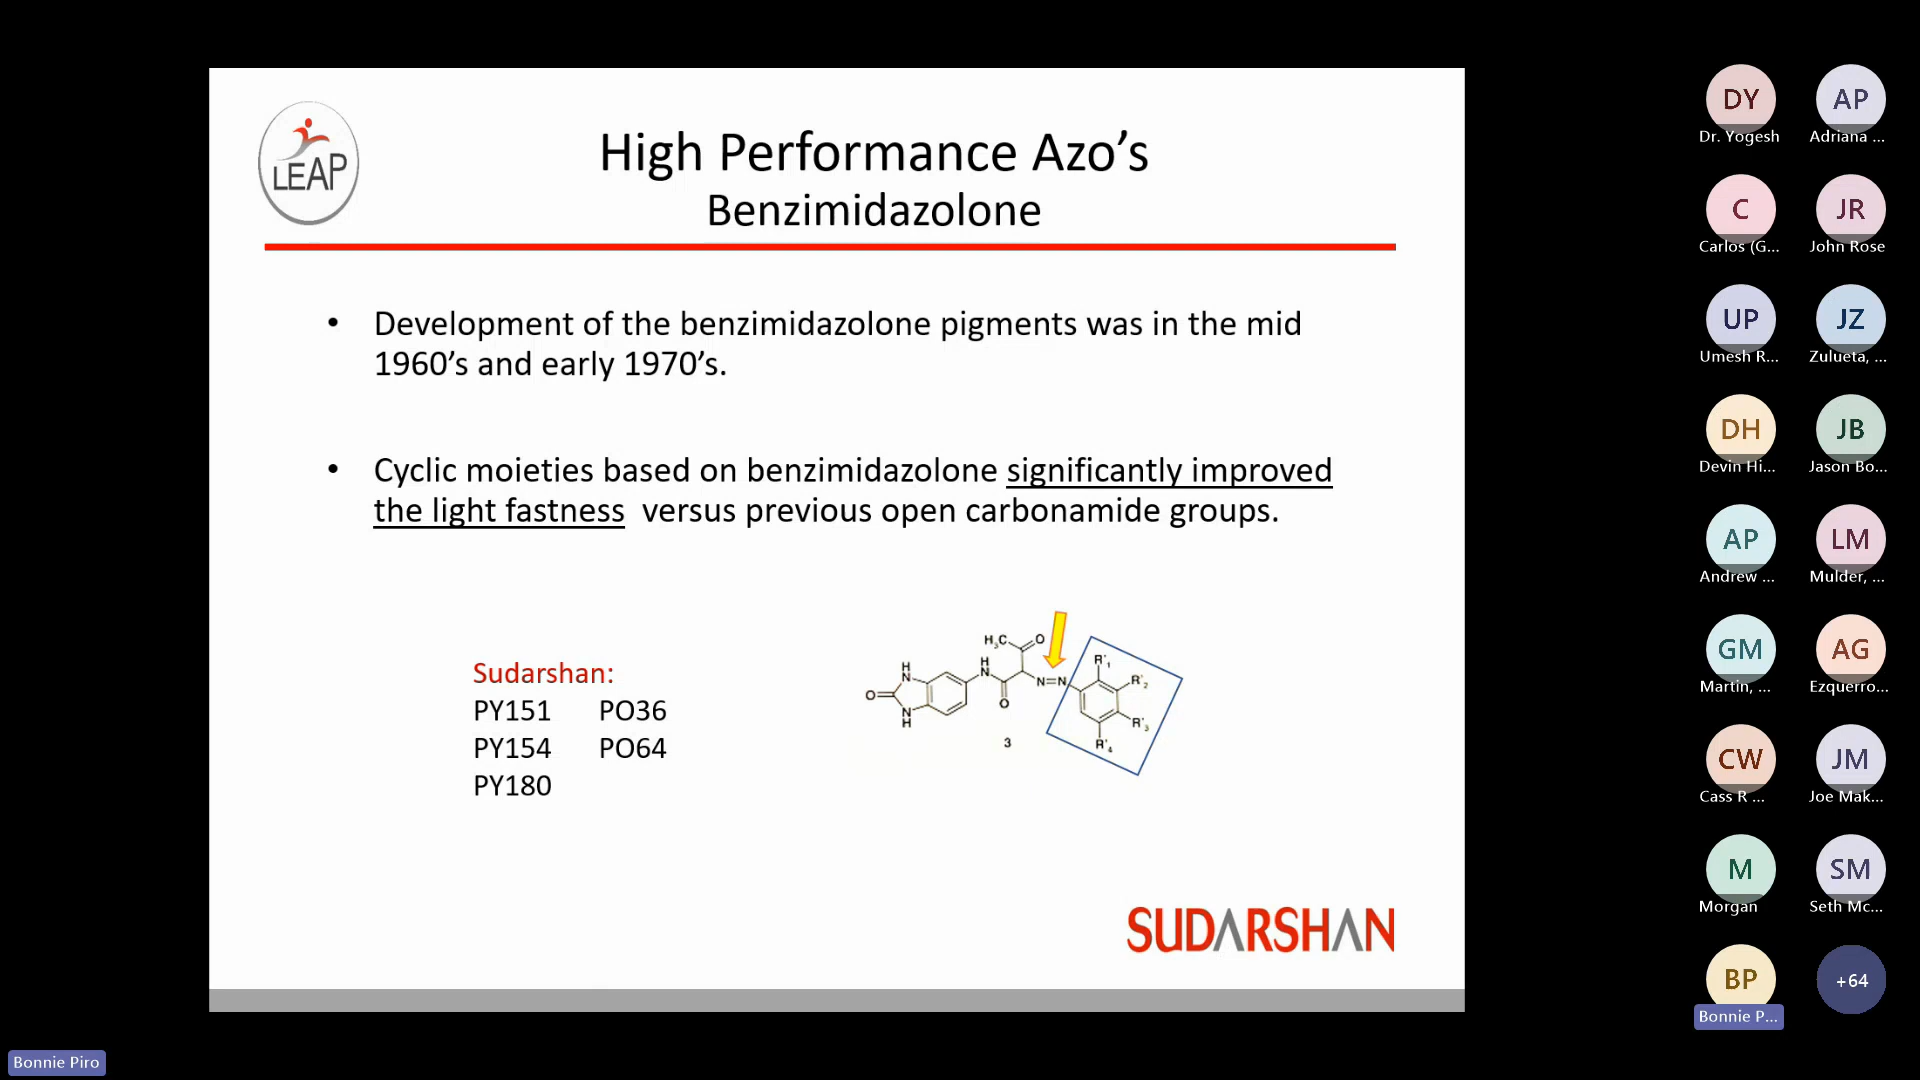 LEAP
High Performance Azo’s
Benzimidazolone
• Development of the benzimidazolone pigments was in the mid
1960’s and early 1970’s.
• Cyclic moieties based on benzimidazolone significantly improved
the light fastness versus previous open carbonamide groups.
Sudarshan:
PY151 PO36
PY154 PO64
PY180
H₃C O
H N
H N
O
N H
O
N=N
R'₁
R'₂
R'₃
R'₄
3
SUDARSHAN
DY AP
Dr. Yogesh Adriana ...
C JR
Carlos (G... John Rose
UP JZ
Umesh R... Zulueta, ...
DH JB
Devin Hi... Jason Bo...
AP LM
Andrew ... Mulder, ...
GM AG
Martin, ... Ezquerro...
CW JM
Cass R ... Joe Mak...
M SM
Morgan Seth Mc...
BP +64
Bonnie P...
Bonnie Piro